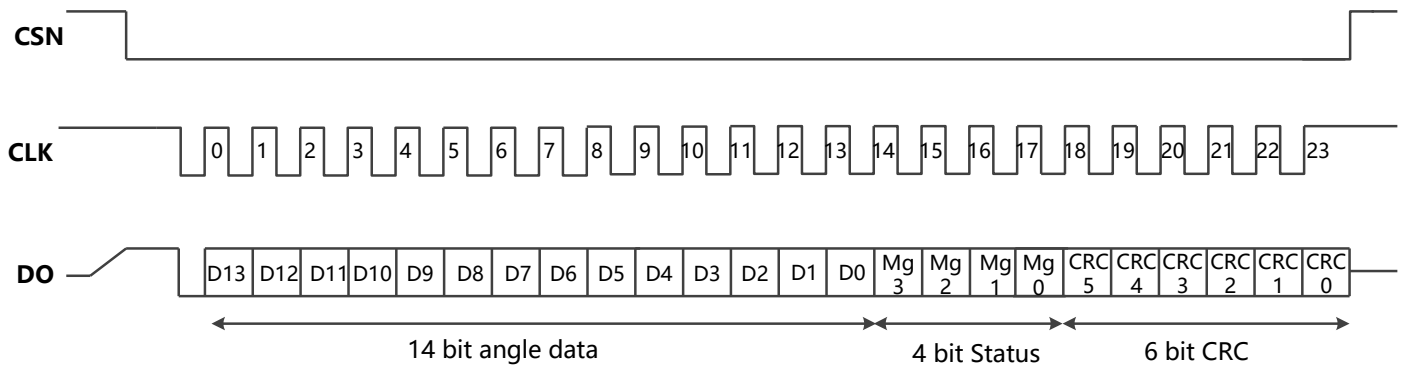 CSN
CLK 0 1 2 3 4 5 6 7 8 9 10 11 12 13 14 15 16 17 18 19 20 21 22 23
DO D13 D12 D11 D10 D9 D8 D7 D6 D5 D4 D3 D2 D1 D0 Mg 3 Mg 2 Mg 1 Mg 0 CRC 5 CRC 4 CRC 3 CRC 2 CRC 1 CRC 0
14 bit angle data 4 bit Status 6 bit CRC